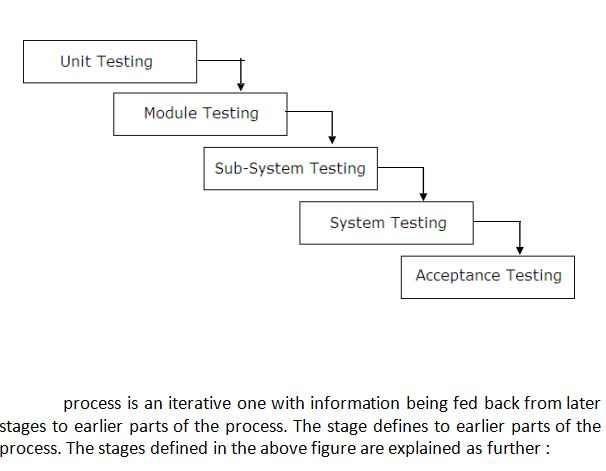 Unit Testing
Module Testing
Sub-System Testing
System Testing
Acceptance Testing
process is an iterative one with information being fed back from later
stages to earlier parts of the process. The stage defines to earlier parts of the
process. The stages defined in the above figure are explained as further :